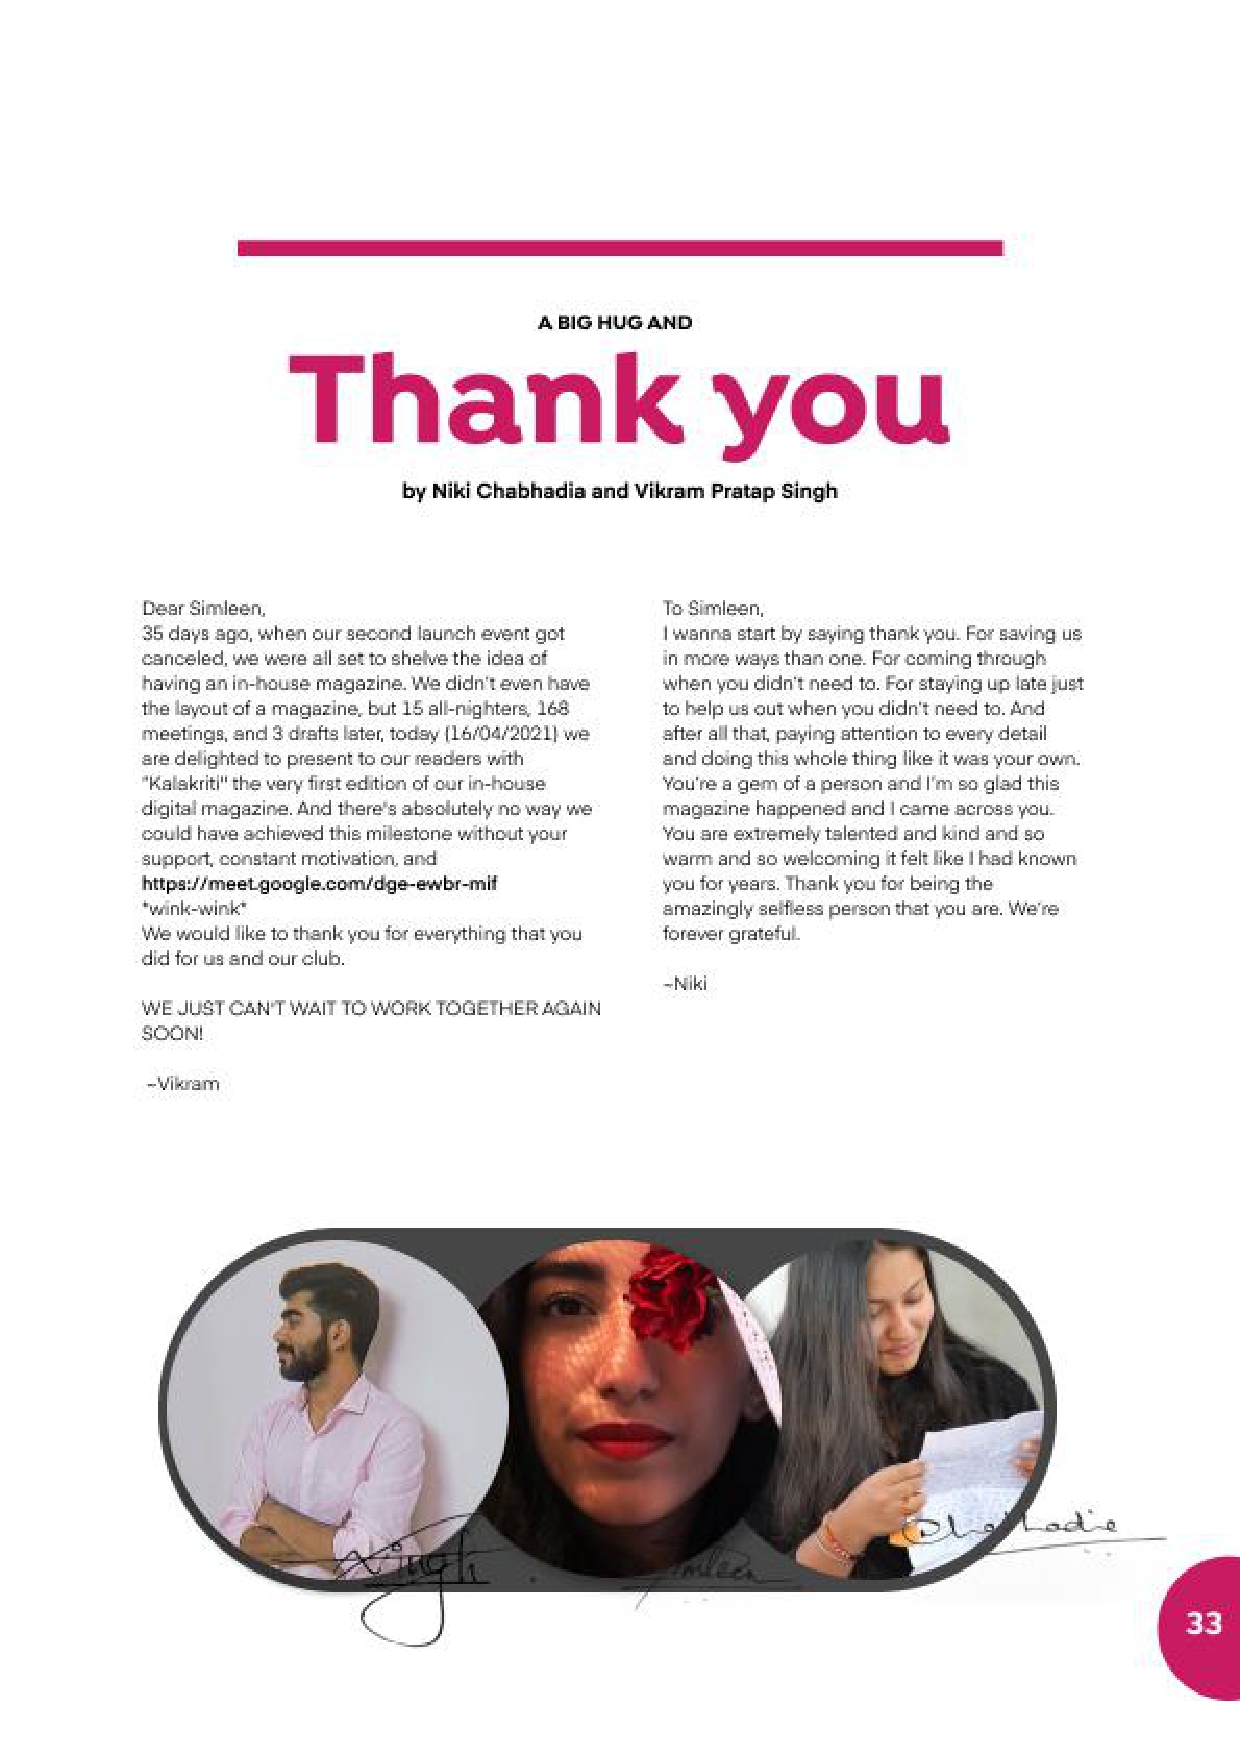 A BIG HUG AND
Thank you
by Niki Chabhadia and Vikram Pratap Singh
Dear Simleen,
35 days ago, when our second launch event got
canceled, we were all set to shelve the idea of
having an in-house magazine. We didn't even have
the layout of a magazine, but 15 all-nighters, 168
meetings, and 3 drafts later, today (16/04/2021) we
are delighted to present to our readers with
"Kalakriti" the very first edition of our in-house
digital magazine. And there's absolutely no way we
could have achieved this milestone without your
support, constant motivation, and
https://meet.google.com/dge-ewbr-mif
*wink-wink*
We would like to thank you for everything that you
did for us and our club.
WE JUST CAN'T WAIT TO WORK TOGETHER AGAIN
SOON!
~Vikram
To Simleen,
I wanna start by saying thank you. For saving us
in more ways than one. For coming through
when you didn't need to. For staying up late just
to help us out when you didn't need to. And
after all that, paying attention to every detail
and doing this whole thing like it was your own.
You're a gem of a person and I'm so glad this
magazine happened and I came across you.
You are extremely talented and kind and so
warm and so welcoming it felt like I had known
you for years. Thank you for being the
amazingly selfless person that you are. We're
forever grateful.
~Niki
Simleen
33